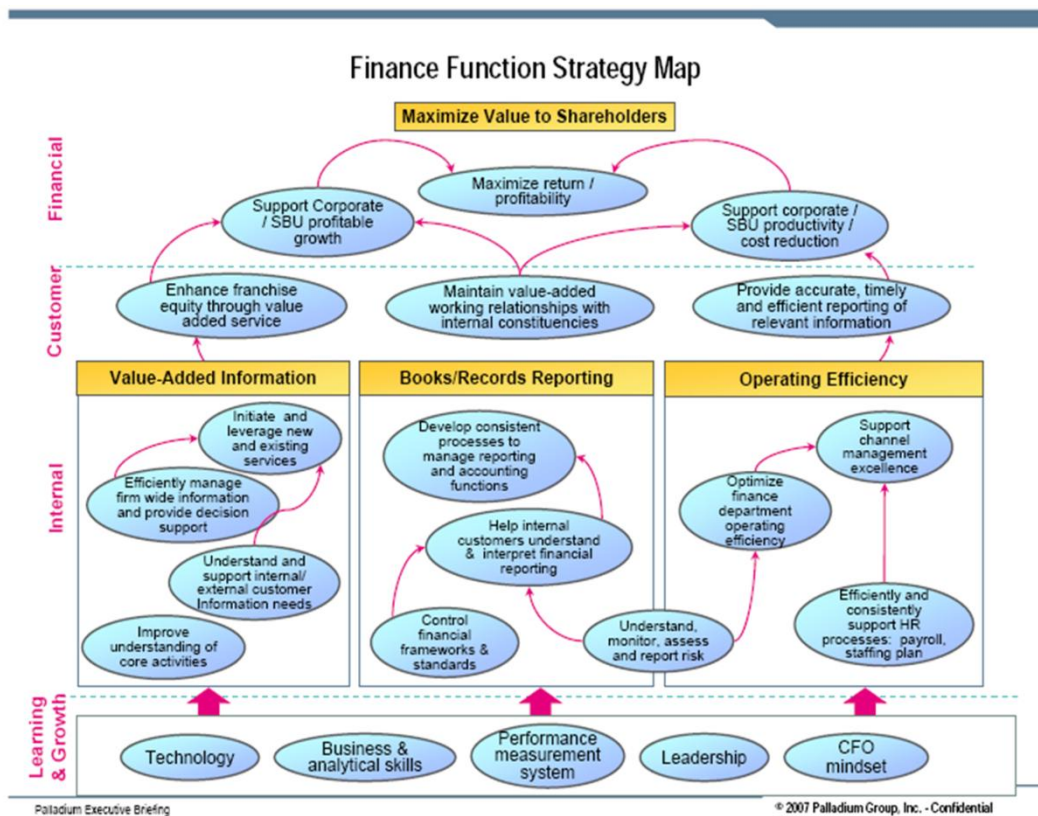 Finance Function Strategy Map
Maximize Value to Shareholders
Financial
Maximize return /
profitability
Support Corporate
/ SBU profitable
growth
Support corporate /
SBU productivity /
cost reduction
Customer
Enhance franchise
equity through value
added service
Maintain value-added
working relationships with
internal constituencies
Provide accurate, timely
and efficient reporting of
relevant information
Internal
Value-Added Information
Initiate and
leverage new
and existing
services
Efficiently manage
firm wide information
and provide decision
support
Understand and
support internal/
external customer
Information needs
Improve
understanding of
core activities
Books/Records Reporting
Develop consistent
processes to
manage reporting
and accounting
functions
Help internal
customers understand
& interpret financial
reporting
Control
financial
frameworks &
standards
Understand,
monitor, assess
and report risk
Operating Efficiency
Support
channel
management
excellence
Optimize
finance
department
operating
efficiency
Efficiently and
consistently
support HR
processes: payroll,
staffing plan
Learning
& Growth
Technology
Business &
analytical skills
Performance
measurement
system
Leadership
CFO
mindset
Palladium Executive Briefing
© 2007 Palladium Group, Inc. - Confidential